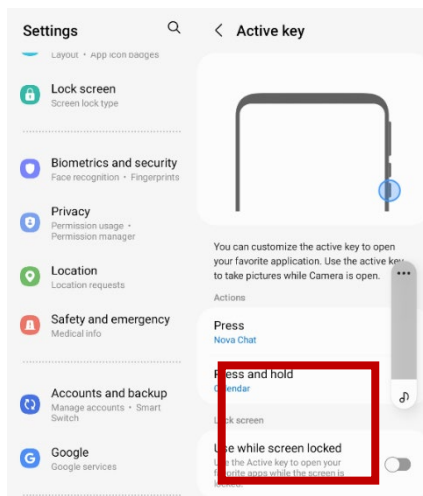 Settings
Layout • App icon badges
Lock screen
Screen lock type
Biometrics and security
Face recognition • Fingerprints
Privacy
Permission usage •
Permission manager
Location
Location requests
Safety and emergency
Medical info
Accounts and backup
Manage accounts • Smart
Switch
Google
Google services
Active key
You can customize the active key to open
your favorite application. Use the active key
to take pictures while Camera is open.
Actions
Press
Nova Chat
Press and hold
Calendar
Lock screen
Use while screen locked
Use the Active key to open your
favorite apps while the screen is
locked.